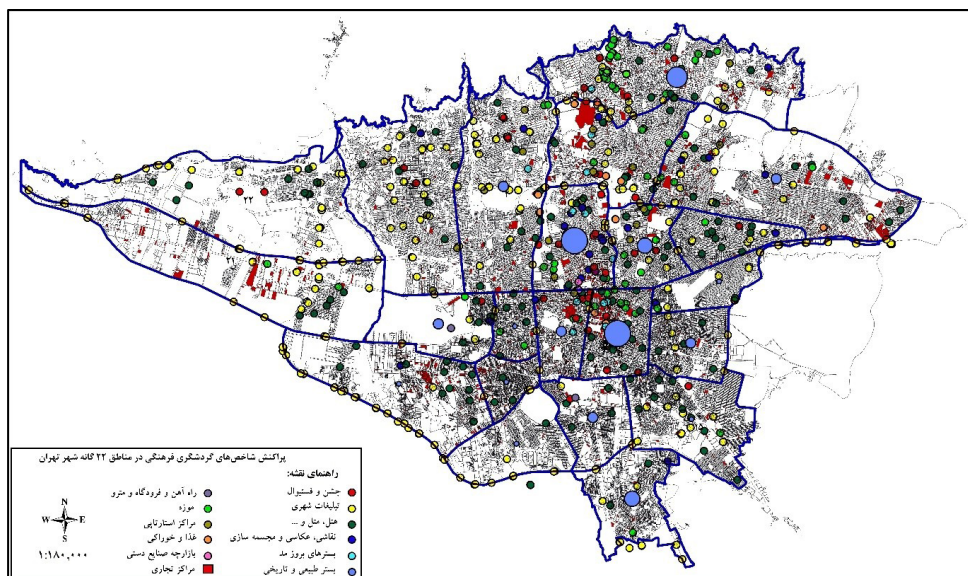 ۲۲
۲۱
پراکنش شاخص‌های گردشگری فرهنگی در مناطق ۲۲ گانه شهر تهران
راهنمای نقشه:
جشن و فستیوال
تبلیغات شهری
هتل، متل و ...
نقاشی، عکاسی و مجسمه سازی
بسترهای بروز مد
بستر طبیعی و تاریخی
راه آهن و فرودگاه و مترو
موزه
مراکز استارتاپی
غذا و خوراکی
بازارچه صنایع دستی
مراکز تجاری
N
W E
S
۱:۱۸۰,۰۰۰